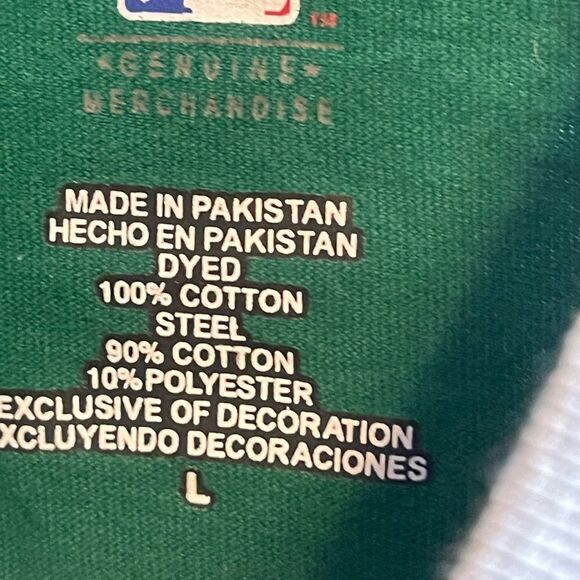 TM
*GENUINE*
MERCHANDISE
MADE IN PAKISTAN
HECHO EN PAKISTAN
DYED
100% COTTON
STEEL
90% COTTON
10% POLYESTER
EXCLUSIVE OF DECORATION
XCLUYENDO DECORACIONES
L